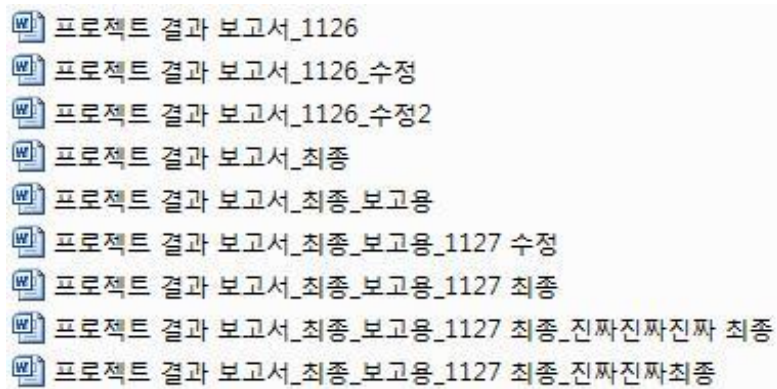 프로젝트 결과 보고서_1126
프로젝트 결과 보고서_1126_수정
프로젝트 결과 보고서_1126_수정2
프로젝트 결과 보고서_최종
프로젝트 결과 보고서_최종_보고용
프로젝트 결과 보고서_최종_보고용_1127 수정
프로젝트 결과 보고서_최종_보고용_1127 최종
프로젝트 결과 보고서_최종_보고용_1127 최종_진짜진짜진짜 최종
프로젝트 결과 보고서_최종_보고용_1127 최종_진짜진짜최종